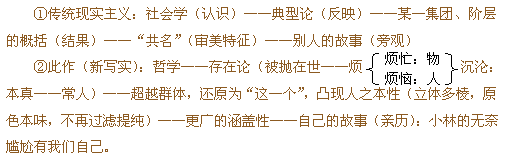 ①传统现实主义：社会学（认识）——典型论（反映）——某一集团、阶层
的概括（结果）——“共名”（审美特征）——别人的故事（旁观）
②此作（新写实）：哲学——存在论（被抛在世——烦{烦忙：物 烦恼：人}沉沦：
本真——常人）——超越群体，还原为“这一个”，凸现人之本性（立体多棱，原
色本味，不再过滤提纯）——更广的涵盖性——自己的故事（亲历）：小林的无奈
尴尬有我们自己。